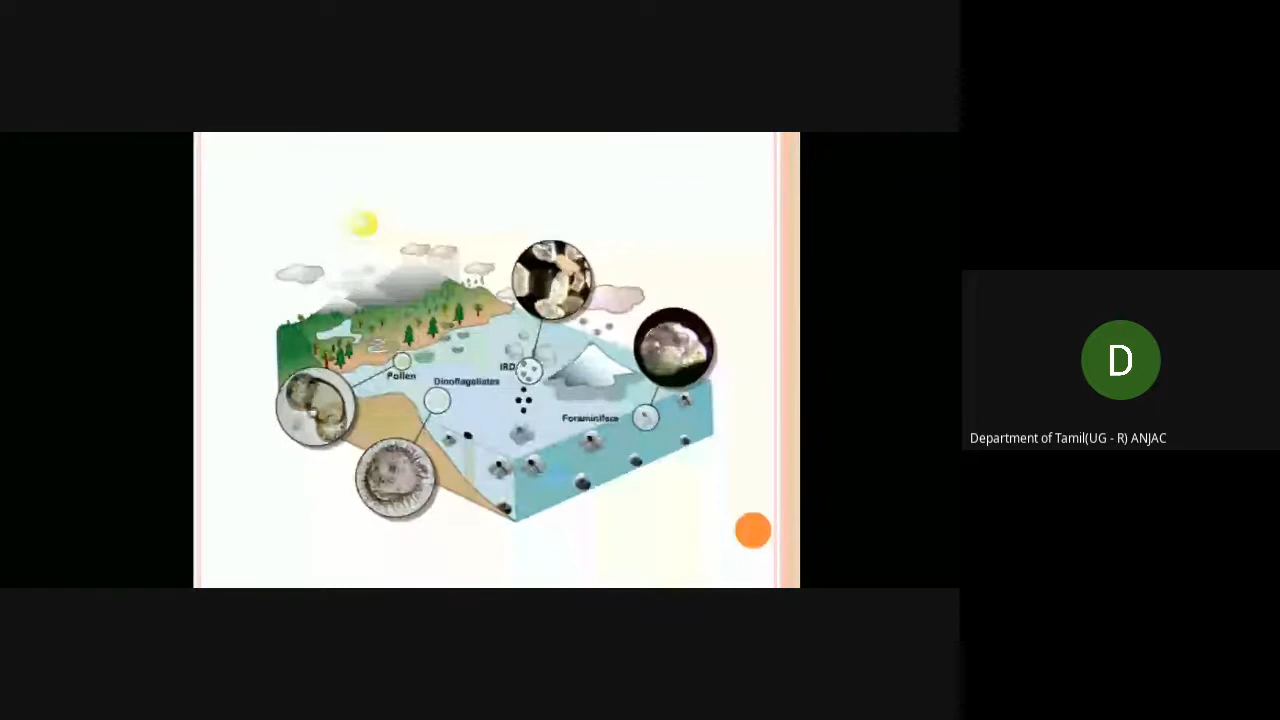 IRD
Pollen
Dinoflagellates
Foraminifera
D
Department of Tamil(UG - R) ANJAC